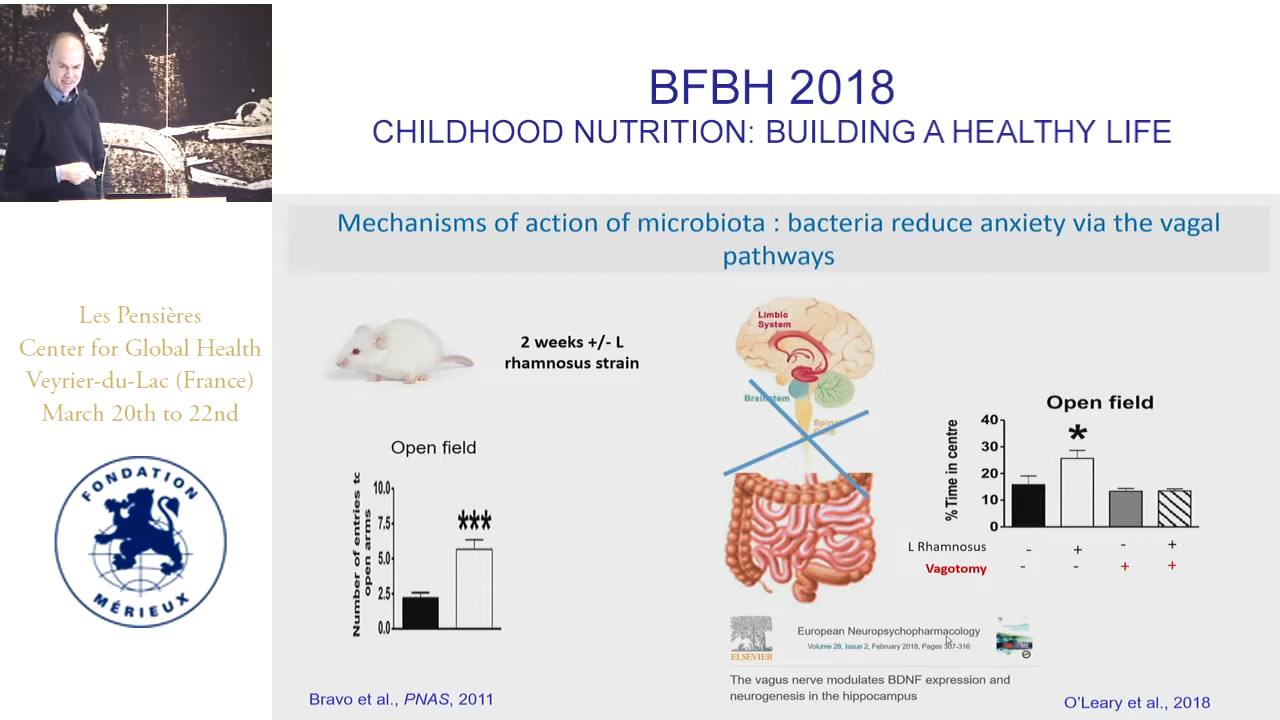 BFBH 2018
CHILDHOOD NUTRITION: BUILDING A HEALTHY LIFE
Les Pensières
Center for Global Health
Veyrier-du-Lac (France)
March 20th to 22nd
FONDATION
MÉRIEUX
Mechanisms of action of microbiota : bacteria reduce anxiety via the vagal
pathways
2 weeks +/- L
rhamnosus strain
Open field
Number of entries to
open arms
10.0
7.5
5.0
2.5
0.0
***
Bravo et al., PNAS, 2011
Limbic
System
Brainstem
Spinal
Cord
Open field
% Time in centre
40
30
20
10
0
*
L Rhamnosus - + - +
Vagotomy - - + +
ELSEVIER
European Neuropsychopharmacology
Volume 28, Issue 2, February 2018, Pages 307-316
The vagus nerve modulates BDNF expression and
neurogenesis in the hippocampus
O'Leary et al., 2018